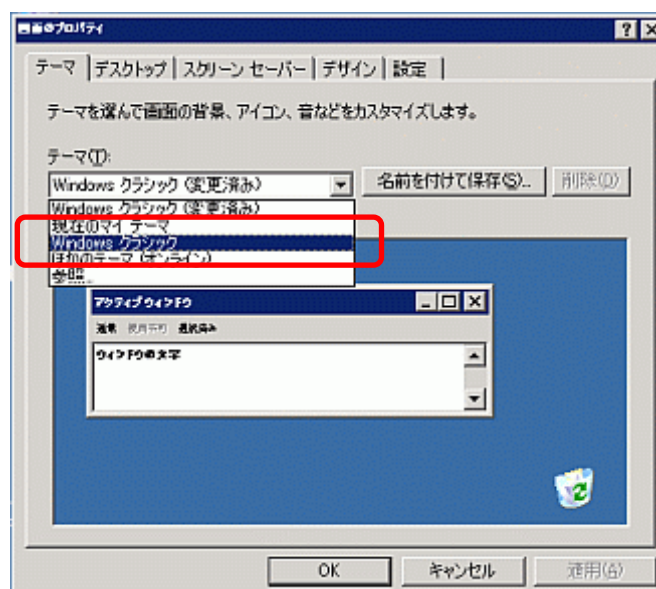 画面のプロパティ
テーマ デスクトップ スクリーン セーバー デザイン 設定
テーマを選んで画面の背景、アイコン、音などをカスタマイズします。
テーマ(T):
Windows クラシック (変更済み) 名前を付けて保存(S)... 削除(D)
Windows クラシック (変更済み)
現在のマイ テーマ
Windows クラシック
ほかのテーマ (オンライン)
参照...
アクティブ ウィンドウ
通常 使用不可 選択済み
ウィンドウの文字
OK キャンセル 適用(A)